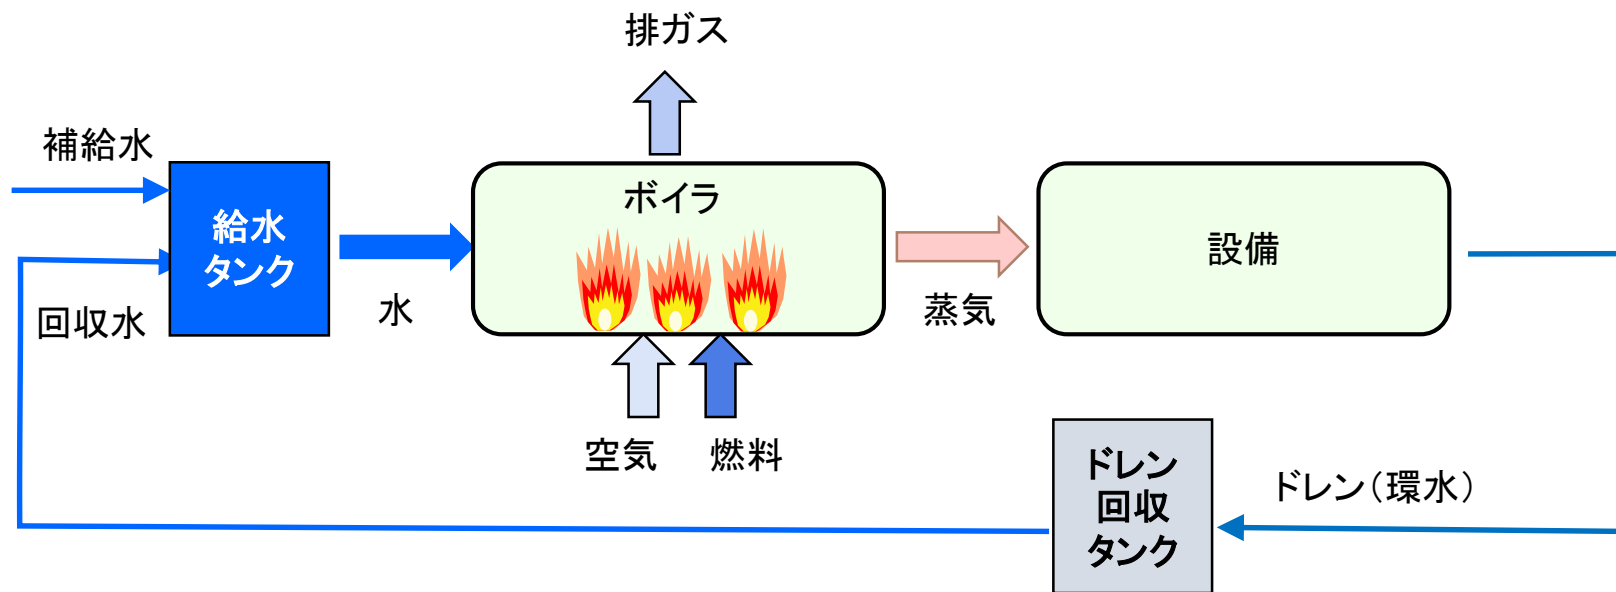 排ガス
補給水
給水
タンク
ボイラ
設備
回収水
水
蒸気
空気
燃料
ドレン
回収
タンク
ドレン（環水）